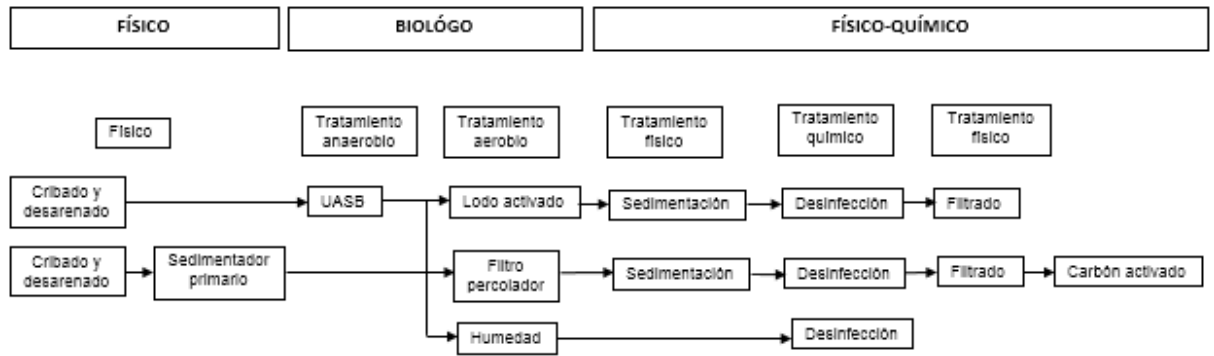 FÍSICO
BIOLÓGO
FÍSICO-QUÍMICO
Físico
Tratamiento
anaerobio
Tratamiento
aerobio
Tratamiento
físico
Tratamiento
químico
Tratamiento
físico
Cribado y
desarenado
UASB
Lodo activado
Sedimentación
Desinfección
Filtrado
Cribado y
desarenado
Sedimentador
primario
Filtro
percolador
Sedimentación
Desinfección
Filtrado
Carbón activado
Humedad
Desinfección